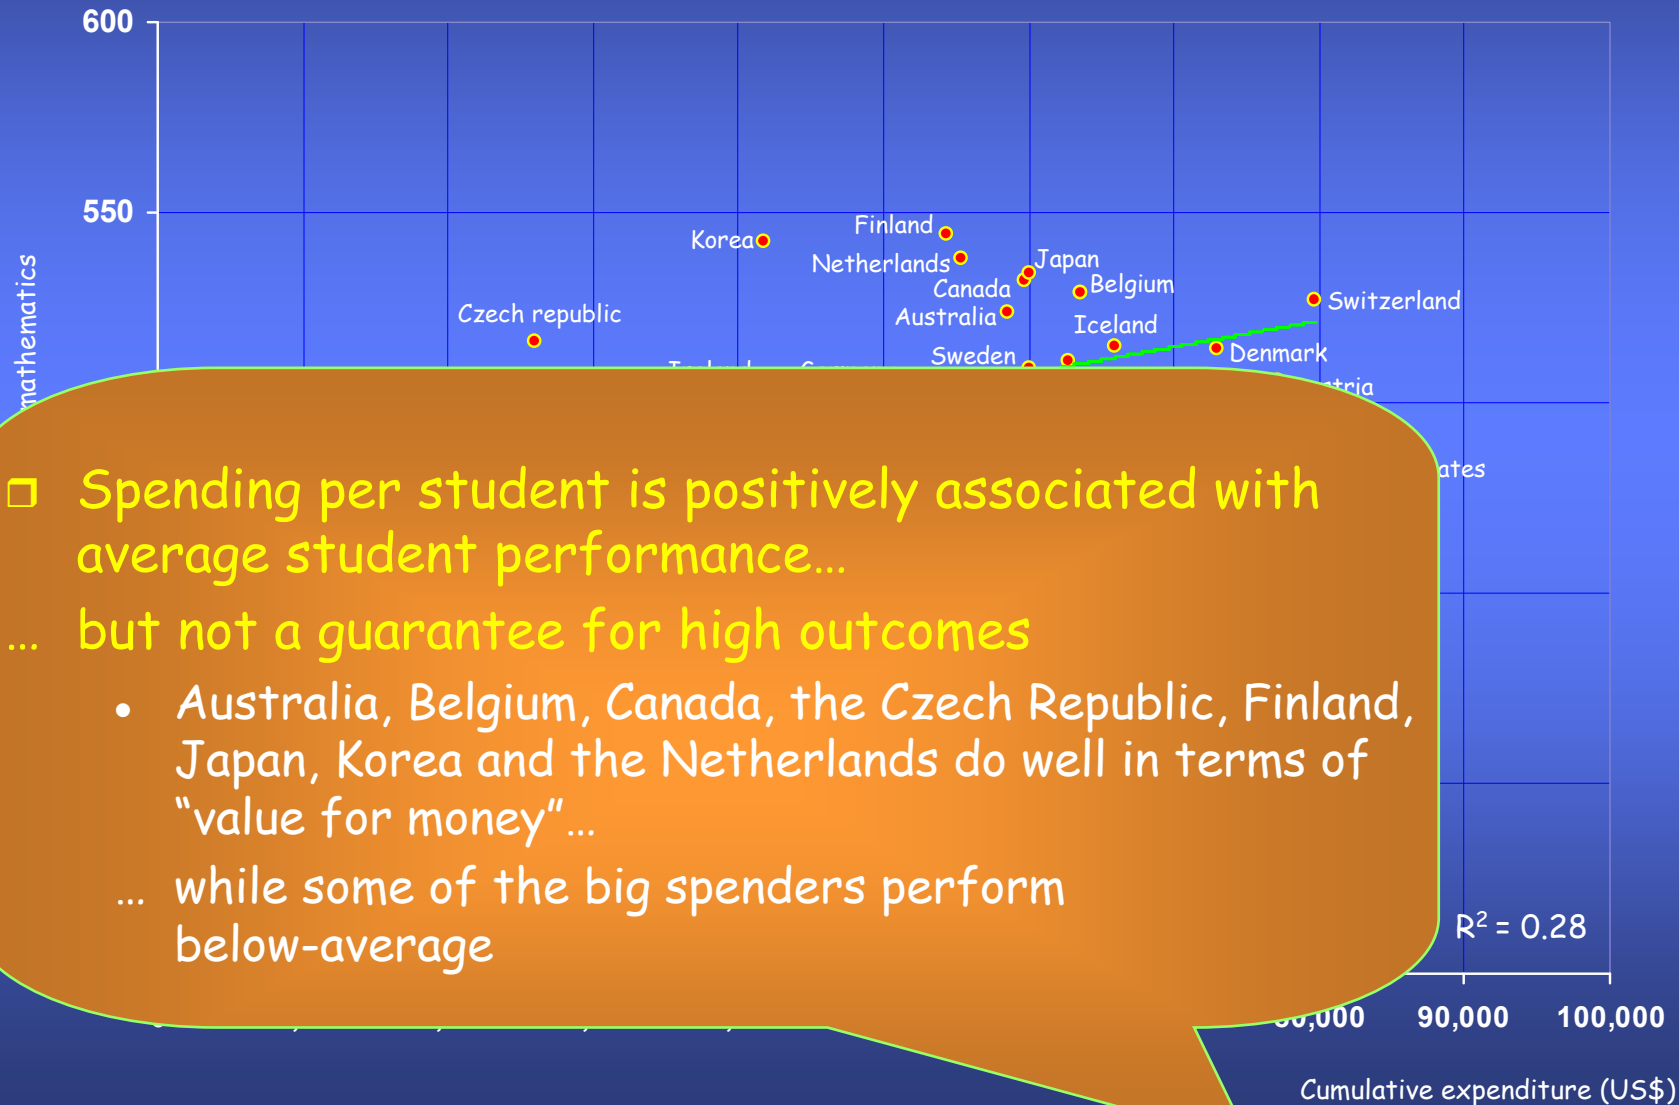 600
550
mathematics
Korea
Finland
Netherlands
Japan
Canada
Belgium
Australia
Switzerland
Czech republic
Iceland
Sweden
Denmark
❒ Spending per student is positively associated with
average student performance…
… but not a guarantee for high outcomes
• Australia, Belgium, Canada, the Czech Republic, Finland,
Japan, Korea and the Netherlands do well in terms of
“value for money”…
… while some of the big spenders perform
below-average
R² = 0.28
90,000
100,000
Cumulative expenditure (US$)